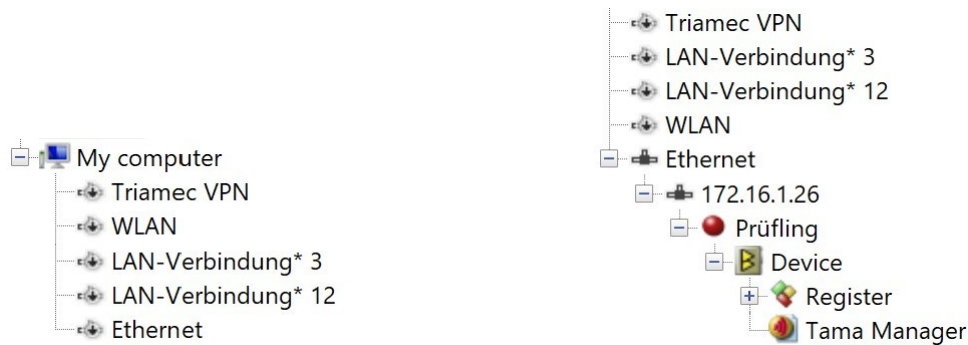 My computer
Triamec VPN
WLAN
LAN-Verbindung* 3
LAN-Verbindung* 12
Ethernet
Triamec VPN
LAN-Verbindung* 3
LAN-Verbindung* 12
WLAN
Ethernet
172.16.1.26
Prüfling
Device
Register
Tama Manager